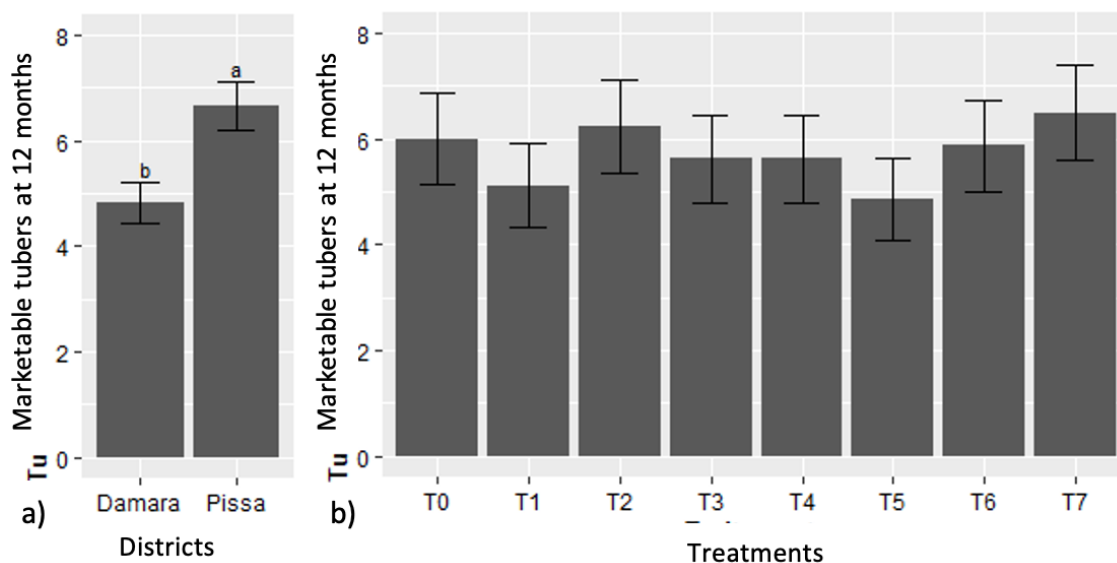 Marketable tubers at 12 months
Tu
8
6
4
2
0
b
a
Damara Pissa
a)
Districts
Marketable tubers at 12 months
Tu
8
6
4
2
0
T0 T1 T2 T3 T4 T5 T6 T7
b)
Treatments